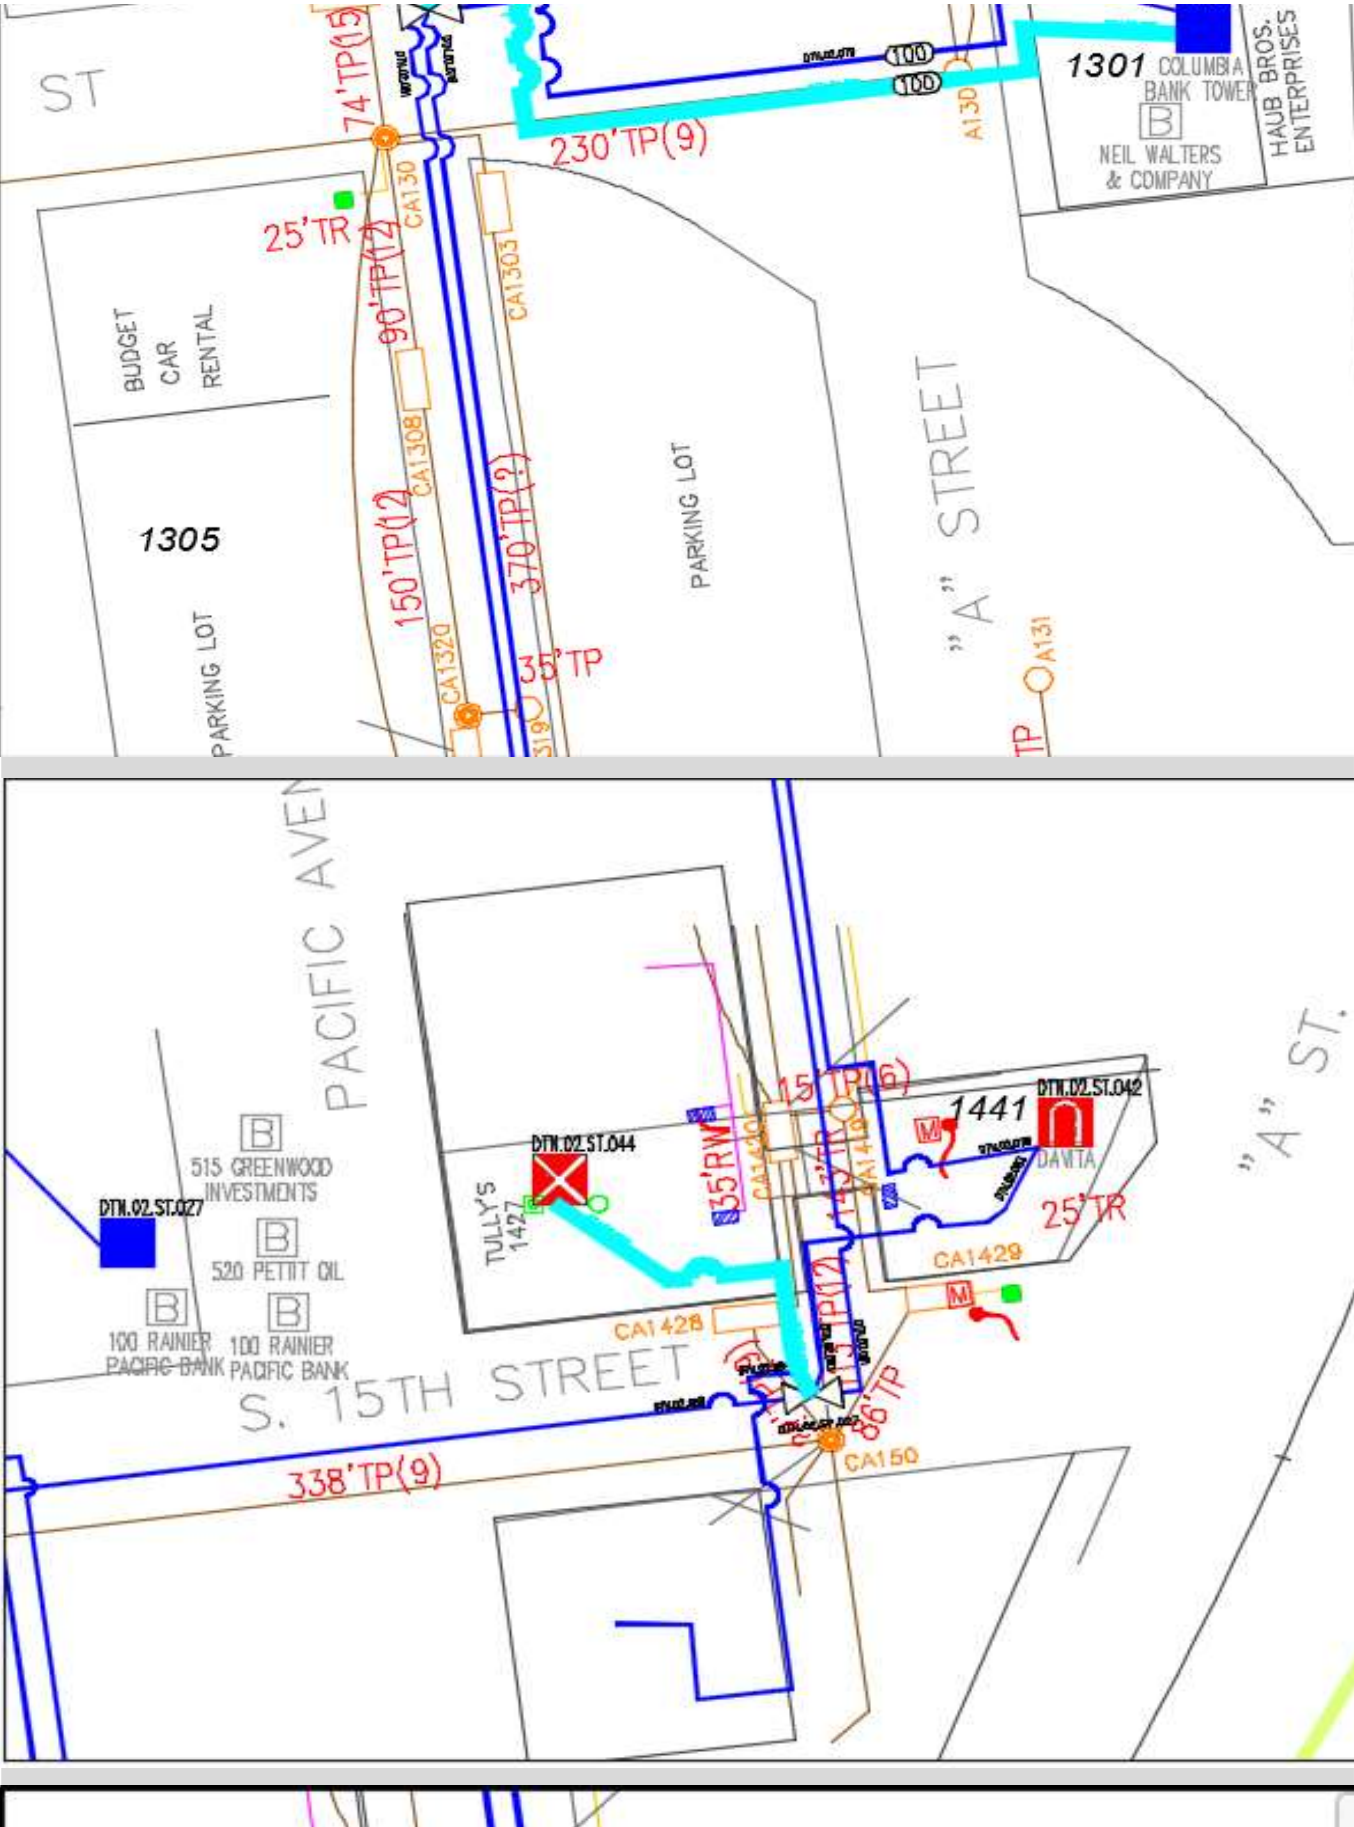 ST
74'TP(15)
100
100
230'TP(9)
A130
1301
COLUMBIA
BANK TOWER
B
NEIL WALTERS
& COMPANY
HAUB BROS.
ENTERPRISES
25'TR
CA130
90'TP(12)
CA1303
BUDGET
CAR
RENTAL
CA1308
1305
150'TP(12)
370'TP(?)
PARKING LOT
"A" STREET
PARKING LOT
CA1320
35'TP
319
A131
TP
PACIFIC AVEN
"A" ST.
15'TP(6)
1441
DTN.02.ST.042
M
DAVITA
B
515 GREENWOOD
INVESTMENTS
DTN.02.ST.044
TULLY'S
1427
35'RW
CA1420
DTN.02.ST.027
B
520 PETTIT OIL
B
100 RAINIER
PACIFIC BANK
B
100 RAINIER
PACIFIC BANK
25'TR
CA1429
M
CA1428
S. 15TH STREET
86'TP
CA150
338'TP(9)